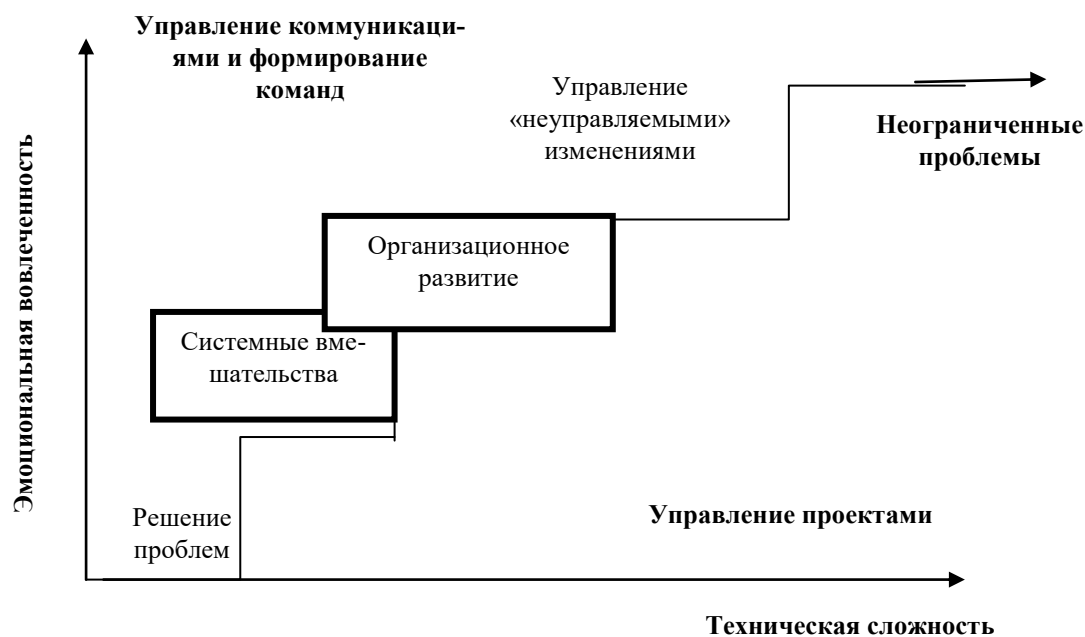 Управление коммуникаци-
ями и формирование
команд
Управление
«неуправляемыми»
изменениями
Неограниченные
проблемы
Эмоциональная вовлеченность
Организационное
развитие
Системные вме-
шательства
Решение
проблем
Управление проектами
Техническая сложность